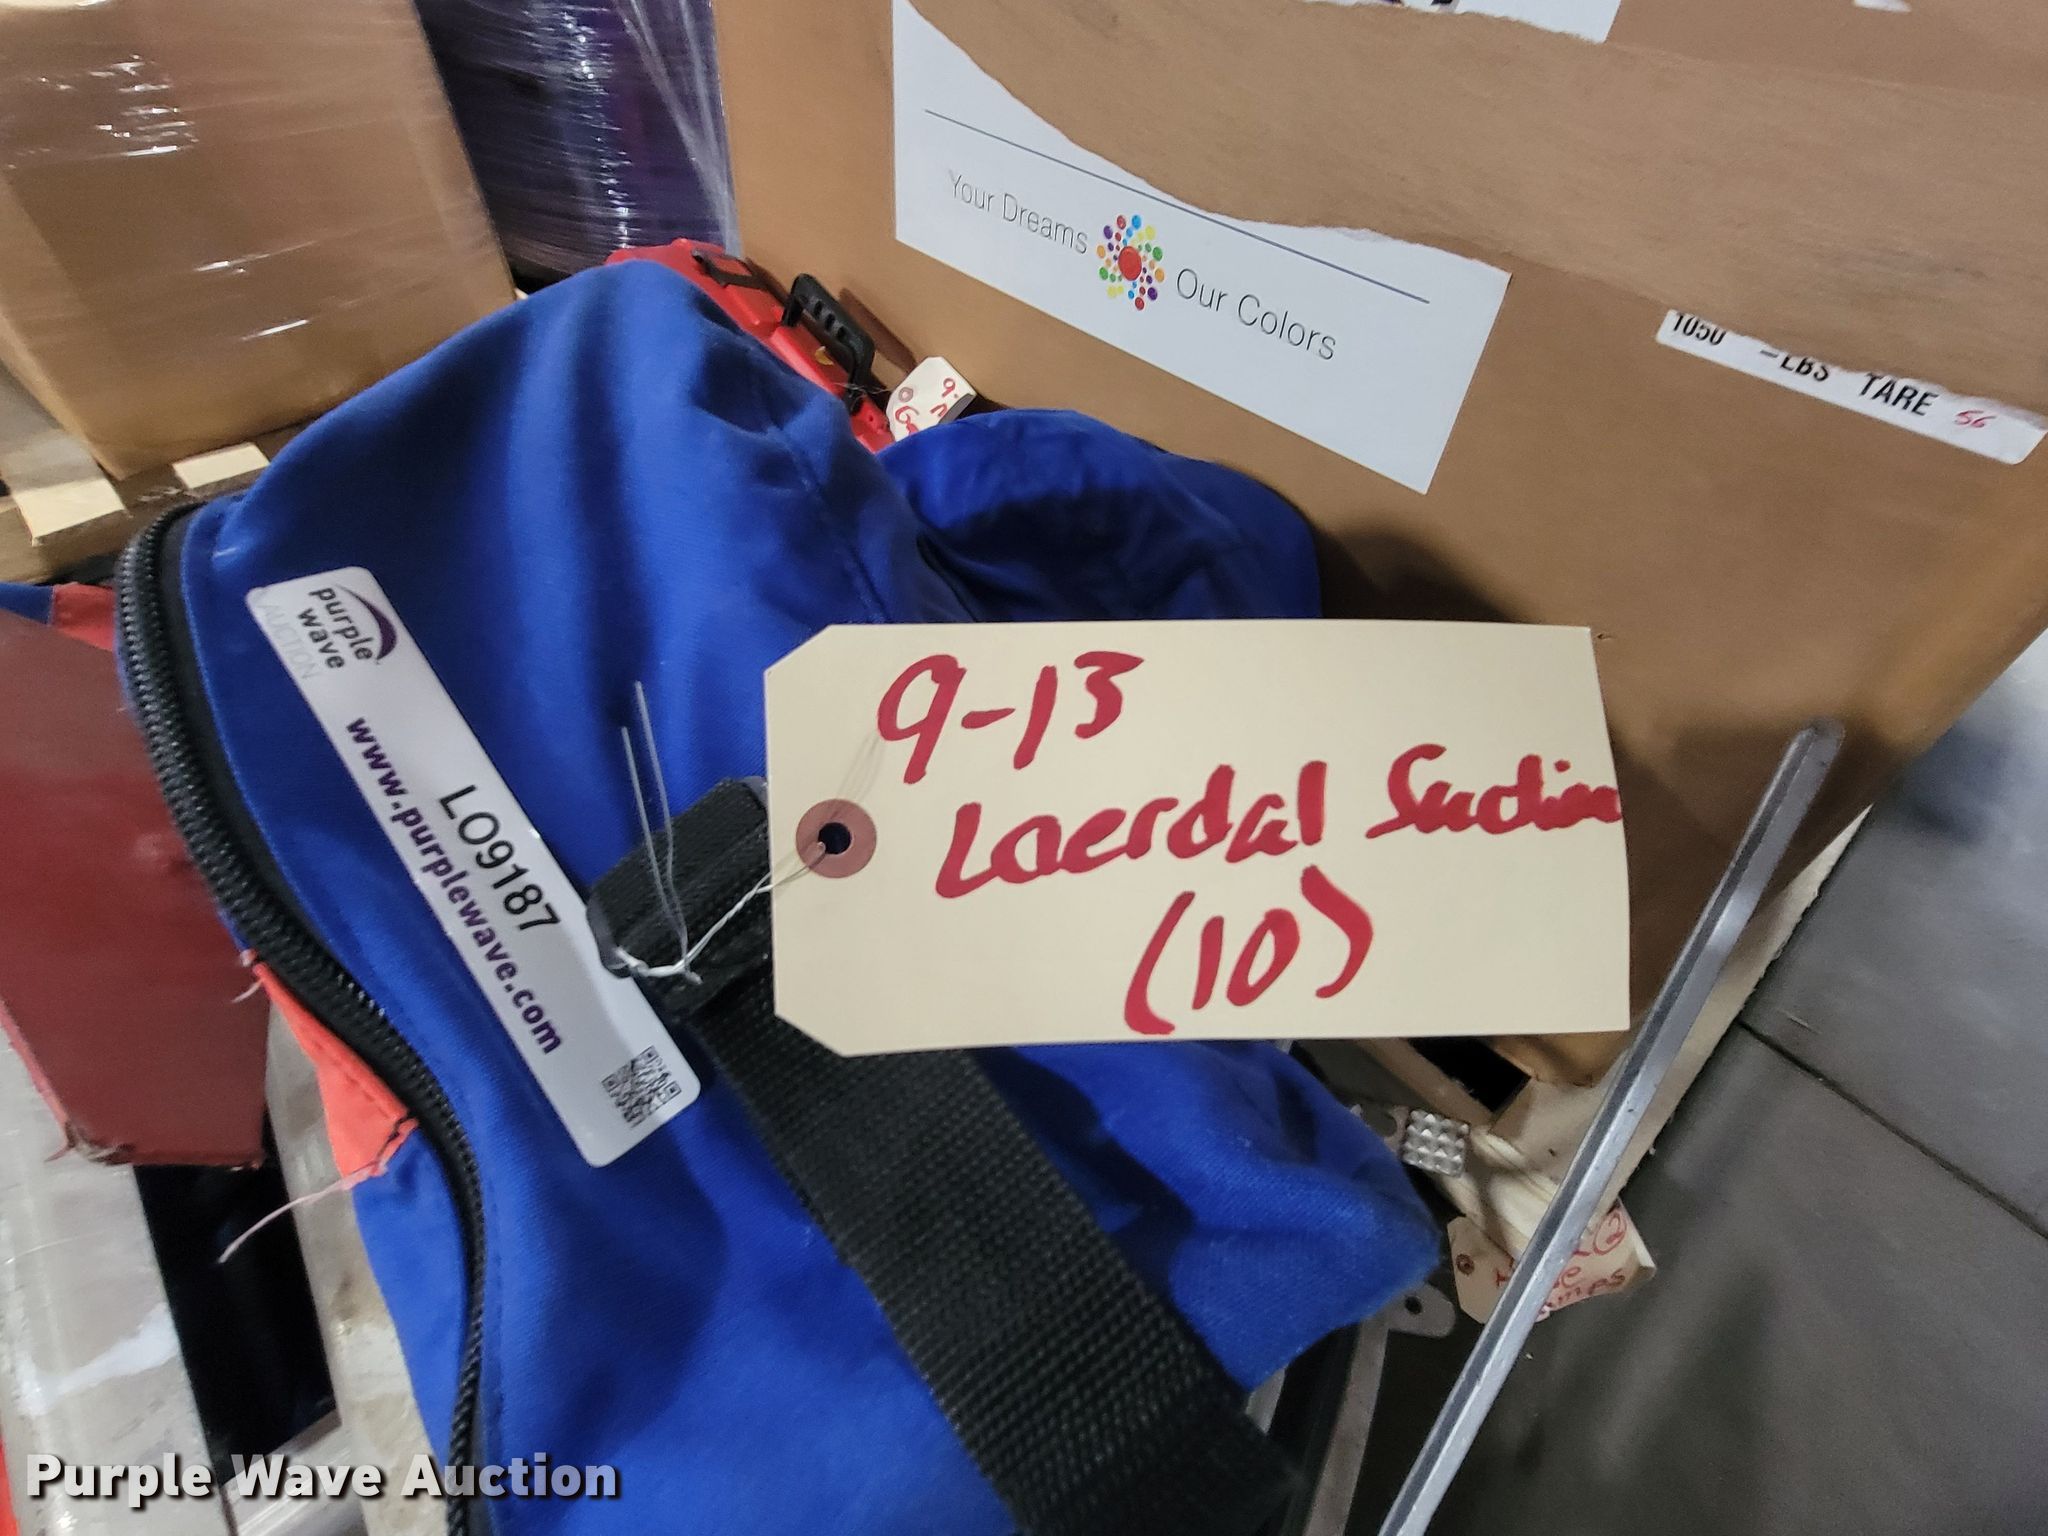 Your Dreams Our Colors
1050 -LBS TARE 56
purple
wave
AUCTION
LO9187
www.purplewave.com
9-13
Laerdal Suction
(10)
Purple Wave Auction